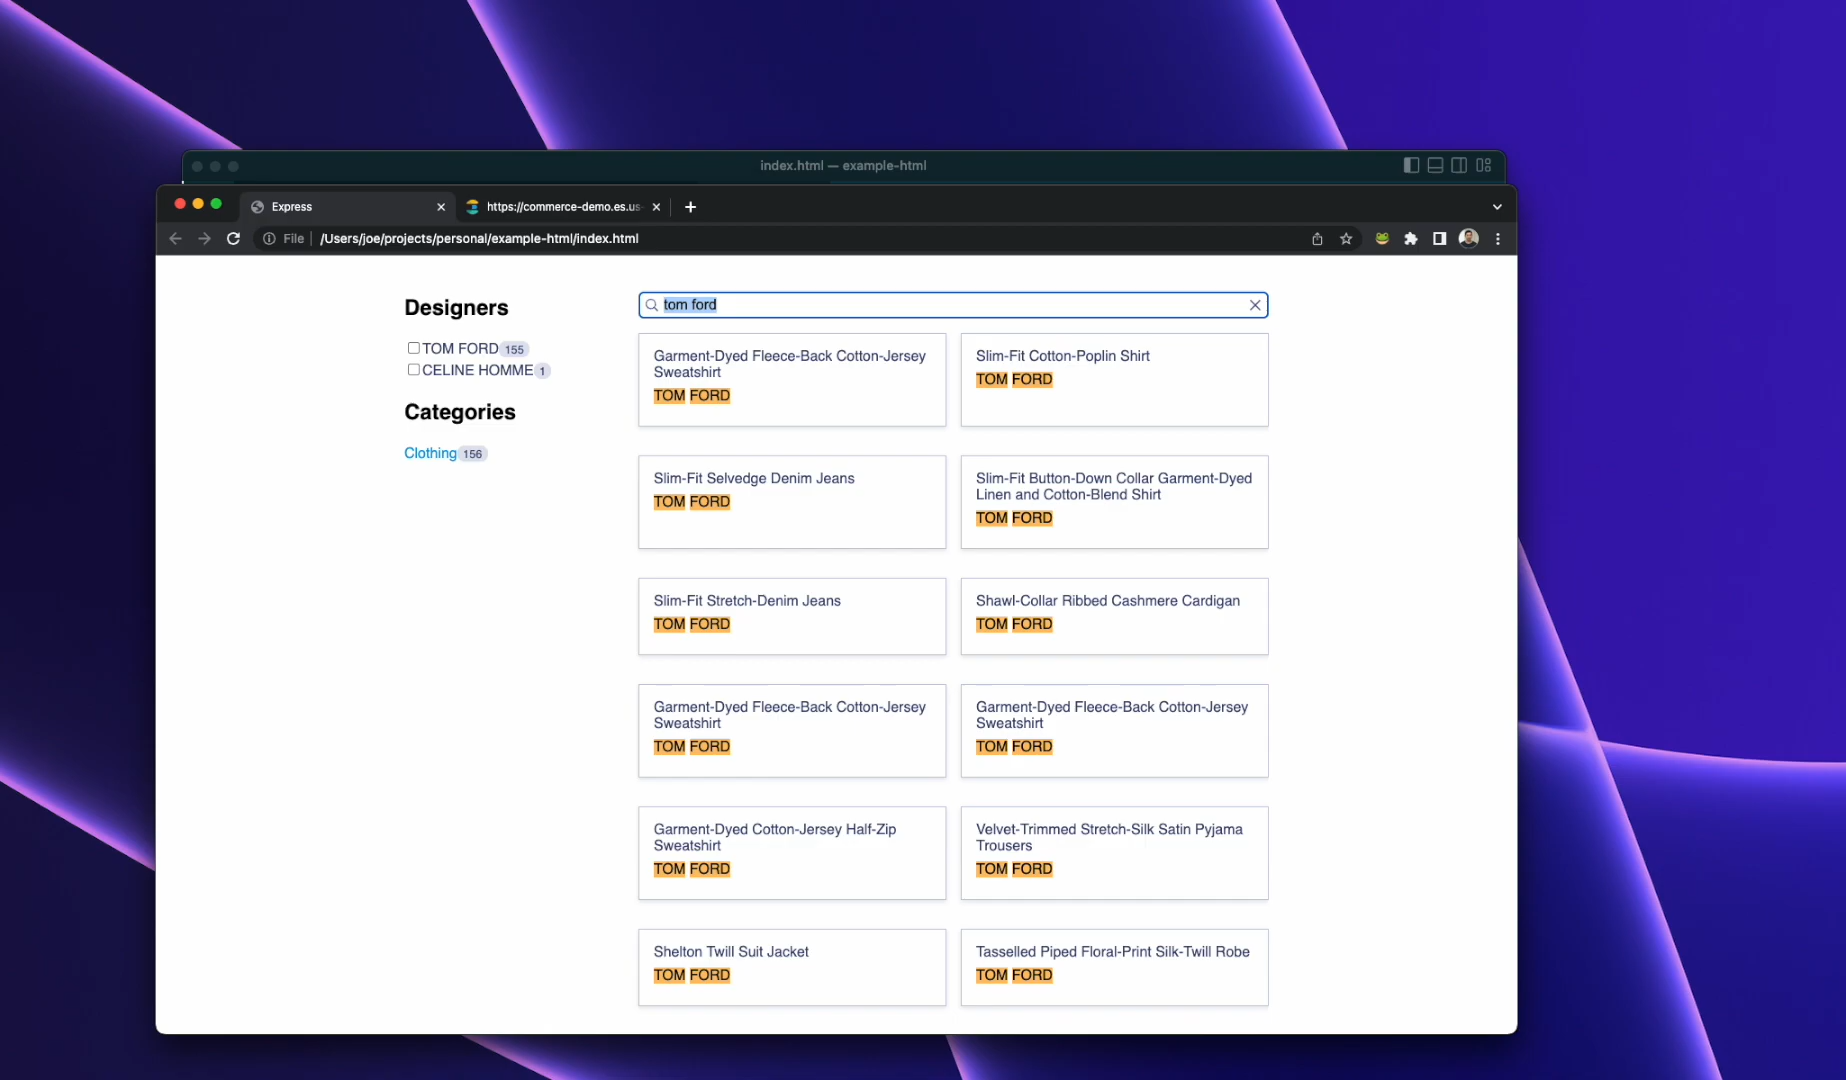 index.html — example-html
Express
https://commerce-demo.es.us-
File
/Users/joe/projects/personal/example-html/index.html
Designers
TOM FORD 155
CELINE HOMME 1
Categories
Clothing 156
tom ford
Garment-Dyed Fleece-Back Cotton-Jersey
Sweatshirt
TOM FORD
Slim-Fit Cotton-Poplin Shirt
TOM FORD
Slim-Fit Selvedge Denim Jeans
TOM FORD
Slim-Fit Button-Down Collar Garment-Dyed
Linen and Cotton-Blend Shirt
TOM FORD
Slim-Fit Stretch-Denim Jeans
TOM FORD
Shawl-Collar Ribbed Cashmere Cardigan
TOM FORD
Garment-Dyed Fleece-Back Cotton-Jersey
Sweatshirt
TOM FORD
Garment-Dyed Fleece-Back Cotton-Jersey
Sweatshirt
TOM FORD
Garment-Dyed Cotton-Jersey Half-Zip
Sweatshirt
TOM FORD
Velvet-Trimmed Stretch-Silk Satin Pyjama
Trousers
TOM FORD
Shelton Twill Suit Jacket
TOM FORD
Tasselled Piped Floral-Print Silk-Twill Robe
TOM FORD